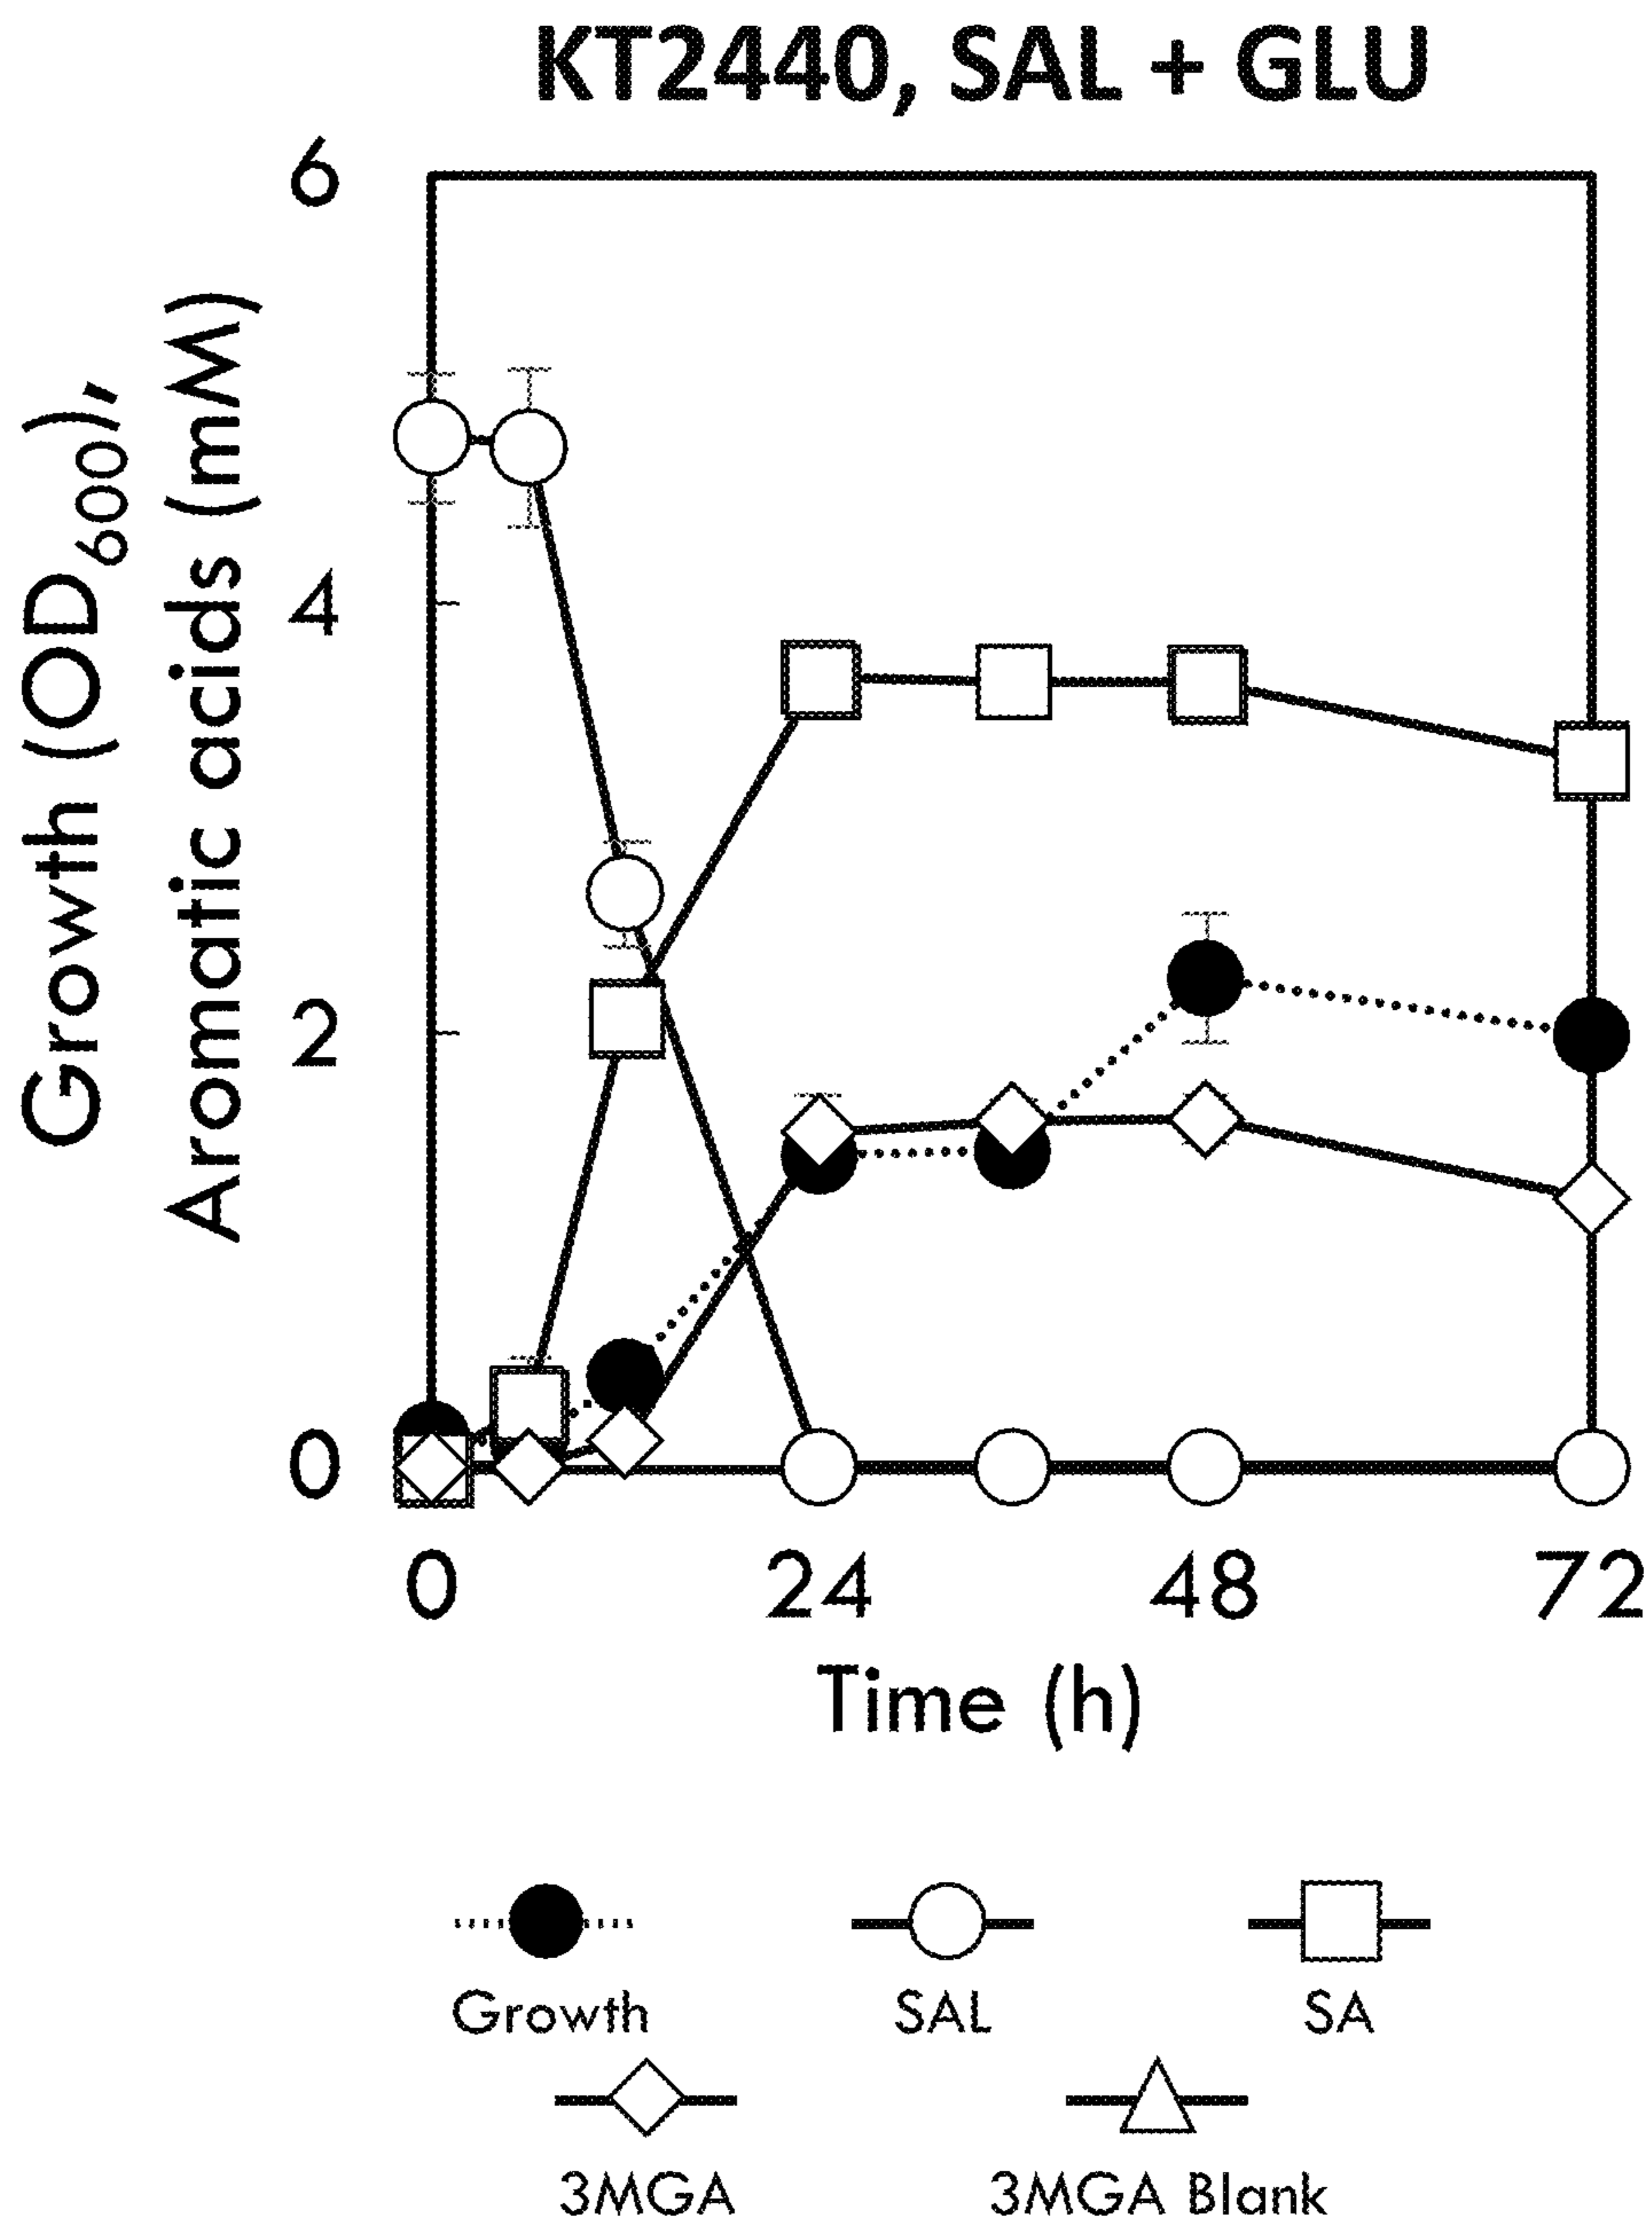 KT2440, SAL + GLU
Growth (OD600),
Aromatic acids (mM)
6
4
2
0
0 24 48 72
Time (h)
Growth SAL SA
3MGA 3MGA Blank